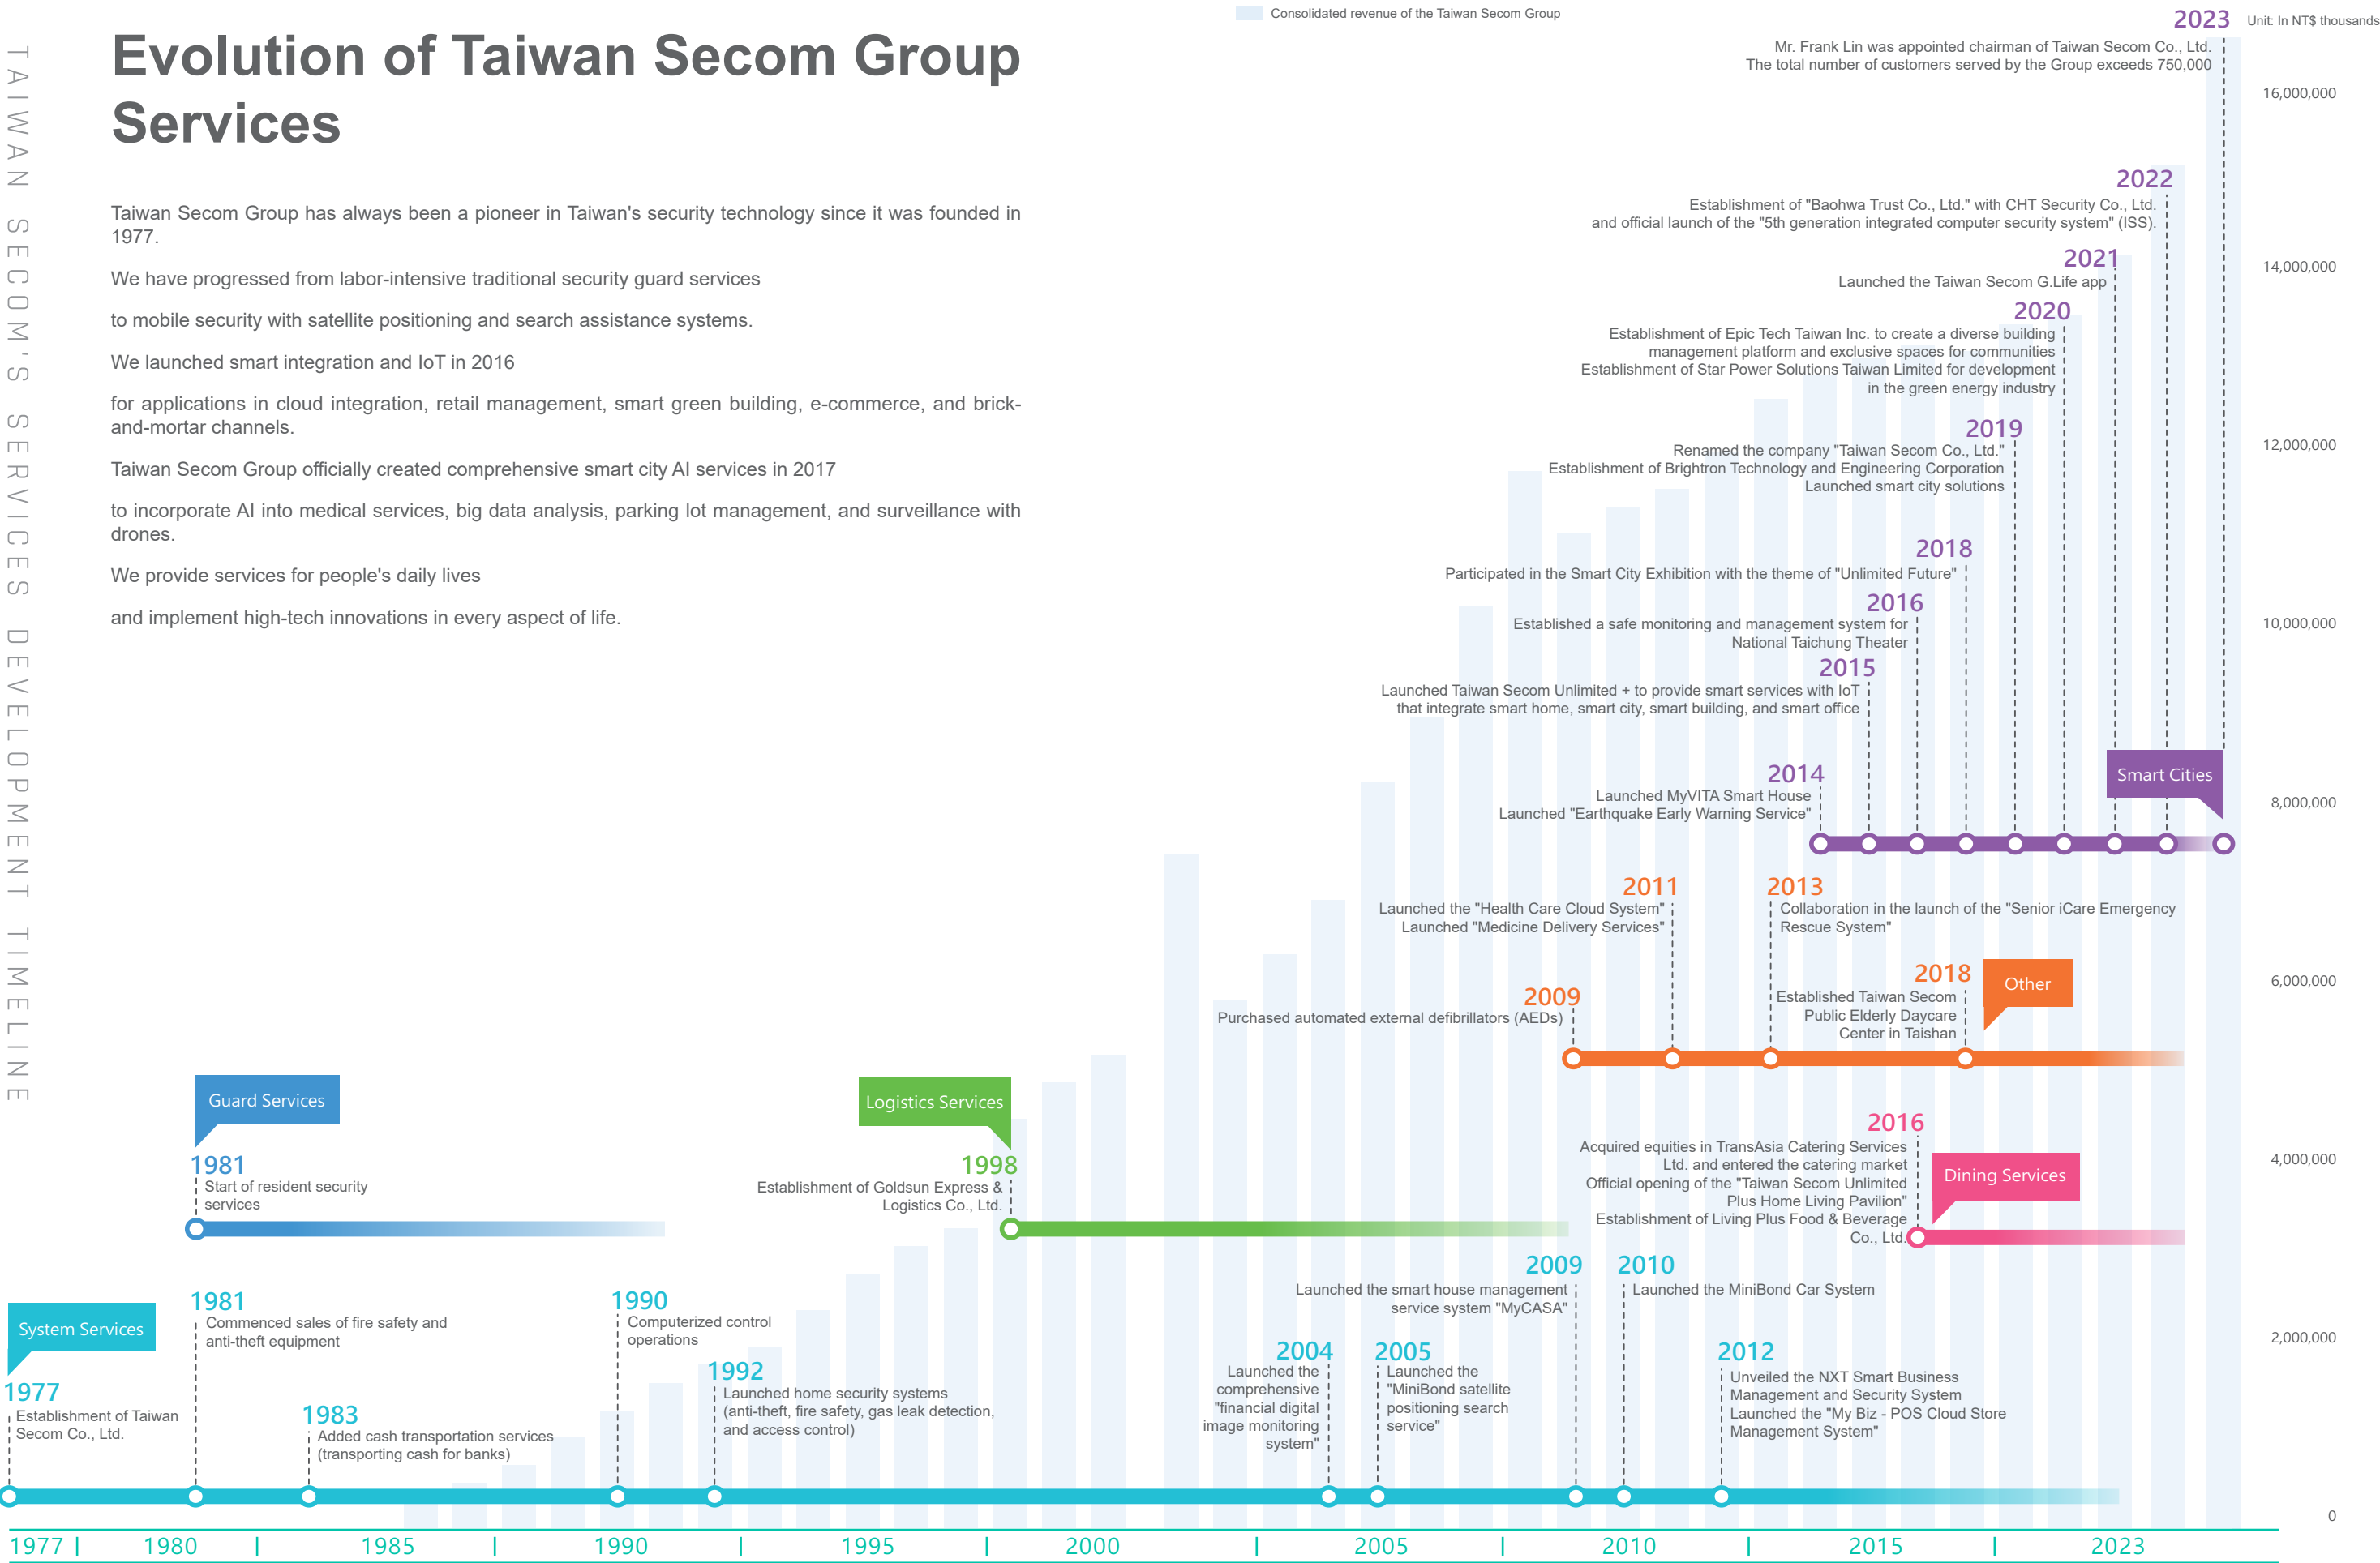 TAIWAN SECOM'S SERVICES DEVELOPMENT TIMELINE
Evolution of Taiwan Secom Group
Services
Taiwan Secom Group has always been a pioneer in Taiwan's security technology since it was founded in
1977.
We have progressed from labor-intensive traditional security guard services
to mobile security with satellite positioning and search assistance systems.
We launched smart integration and IoT in 2016
for applications in cloud integration, retail management, smart green building, e-commerce, and brick-
and-mortar channels.
Taiwan Secom Group officially created comprehensive smart city AI services in 2017
to incorporate AI into medical services, big data analysis, parking lot management, and surveillance with
drones.
We provide services for people's daily lives
and implement high-tech innovations in every aspect of life.
Consolidated revenue of the Taiwan Secom Group
Unit: In NT$ thousands
2023
Mr. Frank Lin was appointed chairman of Taiwan Secom Co., Ltd.
The total number of customers served by the Group exceeds 750,000
2022
Establishment of "Baohwa Trust Co., Ltd." with CHT Security Co., Ltd.
and official launch of the "5th generation integrated computer security system" (ISS).
2021
Launched the Taiwan Secom G.Life app
2020
Establishment of Epic Tech Taiwan Inc. to create a diverse building
management platform and exclusive spaces for communities
Establishment of Star Power Solutions Taiwan Limited for development
in the green energy industry
2019
Renamed the company "Taiwan Secom Co., Ltd."
Establishment of Brightron Technology and Engineering Corporation
Launched smart city solutions
2018
Participated in the Smart City Exhibition with the theme of "Unlimited Future"
2016
Established a safe monitoring and management system for
National Taichung Theater
2015
Launched Taiwan Secom Unlimited + to provide smart services with IoT
that integrate smart home, smart city, smart building, and smart office
2014
Launched MyVITA Smart House
Launched "Earthquake Early Warning Service"
Smart Cities
2011
Launched the "Health Care Cloud System"
Launched "Medicine Delivery Services"
2013
Collaboration in the launch of the "Senior iCare Emergency
Rescue System"
2009
Purchased automated external defibrillators (AEDs)
2018
Established Taiwan Secom
Public Elderly Daycare
Center in Taishan
Other
Guard Services
1981
Start of resident security
services
Logistics Services
1998
Establishment of Goldsun Express &
Logistics Co., Ltd.
2016
Acquired equities in TransAsia Catering Services
Ltd. and entered the catering market
Official opening of the "Taiwan Secom Unlimited
Plus Home Living Pavilion"
Establishment of Living Plus Food & Beverage
Co., Ltd.
Dining Services
System Services
1977
Establishment of Taiwan
Secom Co., Ltd.
1981
Commenced sales of fire safety and
anti-theft equipment
1983
Added cash transportation services
(transporting cash for banks)
1990
Computerized control
operations
1992
Launched home security systems
(anti-theft, fire safety, gas leak detection,
and access control)
2004
Launched the
comprehensive
"financial digital
image monitoring
system"
2005
Launched the
"MiniBond satellite
positioning search
service"
2009
Launched the smart house management
service system "MyCASA"
2010
Launched the MiniBond Car System
2012
Unveiled the NXT Smart Business
Management and Security System
Launched the "My Biz - POS Cloud Store
Management System"
16,000,000
14,000,000
12,000,000
10,000,000
8,000,000
6,000,000
4,000,000
2,000,000
0
1977 | 1980 | 1985 | 1990 | 1995 | 2000 | 2005 | 2010 | 2015 | 2023